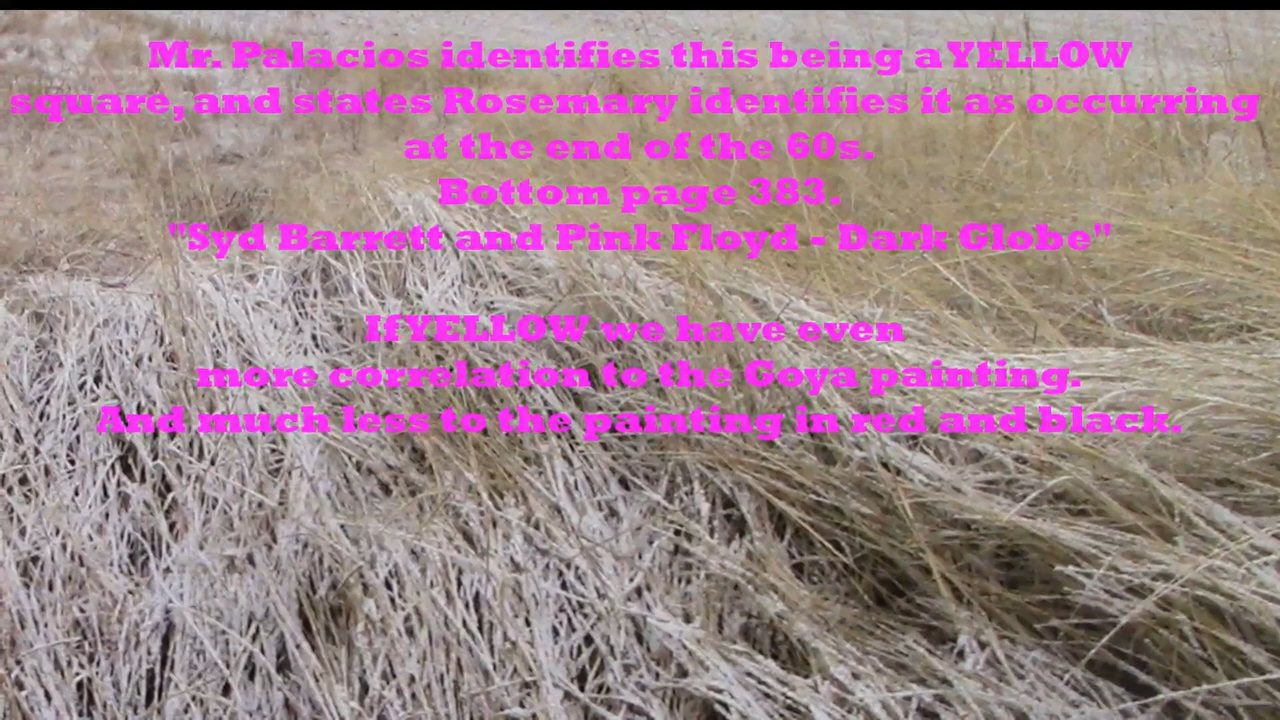 Mr. Palacios identifies this being a YELLOW
square, and states Rosemary identifies it as occurring
at the end of the 60s.
Bottom page 383.
"Syd Barrett and Pink Floyd - Dark Globe"
If YELLOW we have even
more correlation to the Goya painting.
And much less to the painting in red and black.